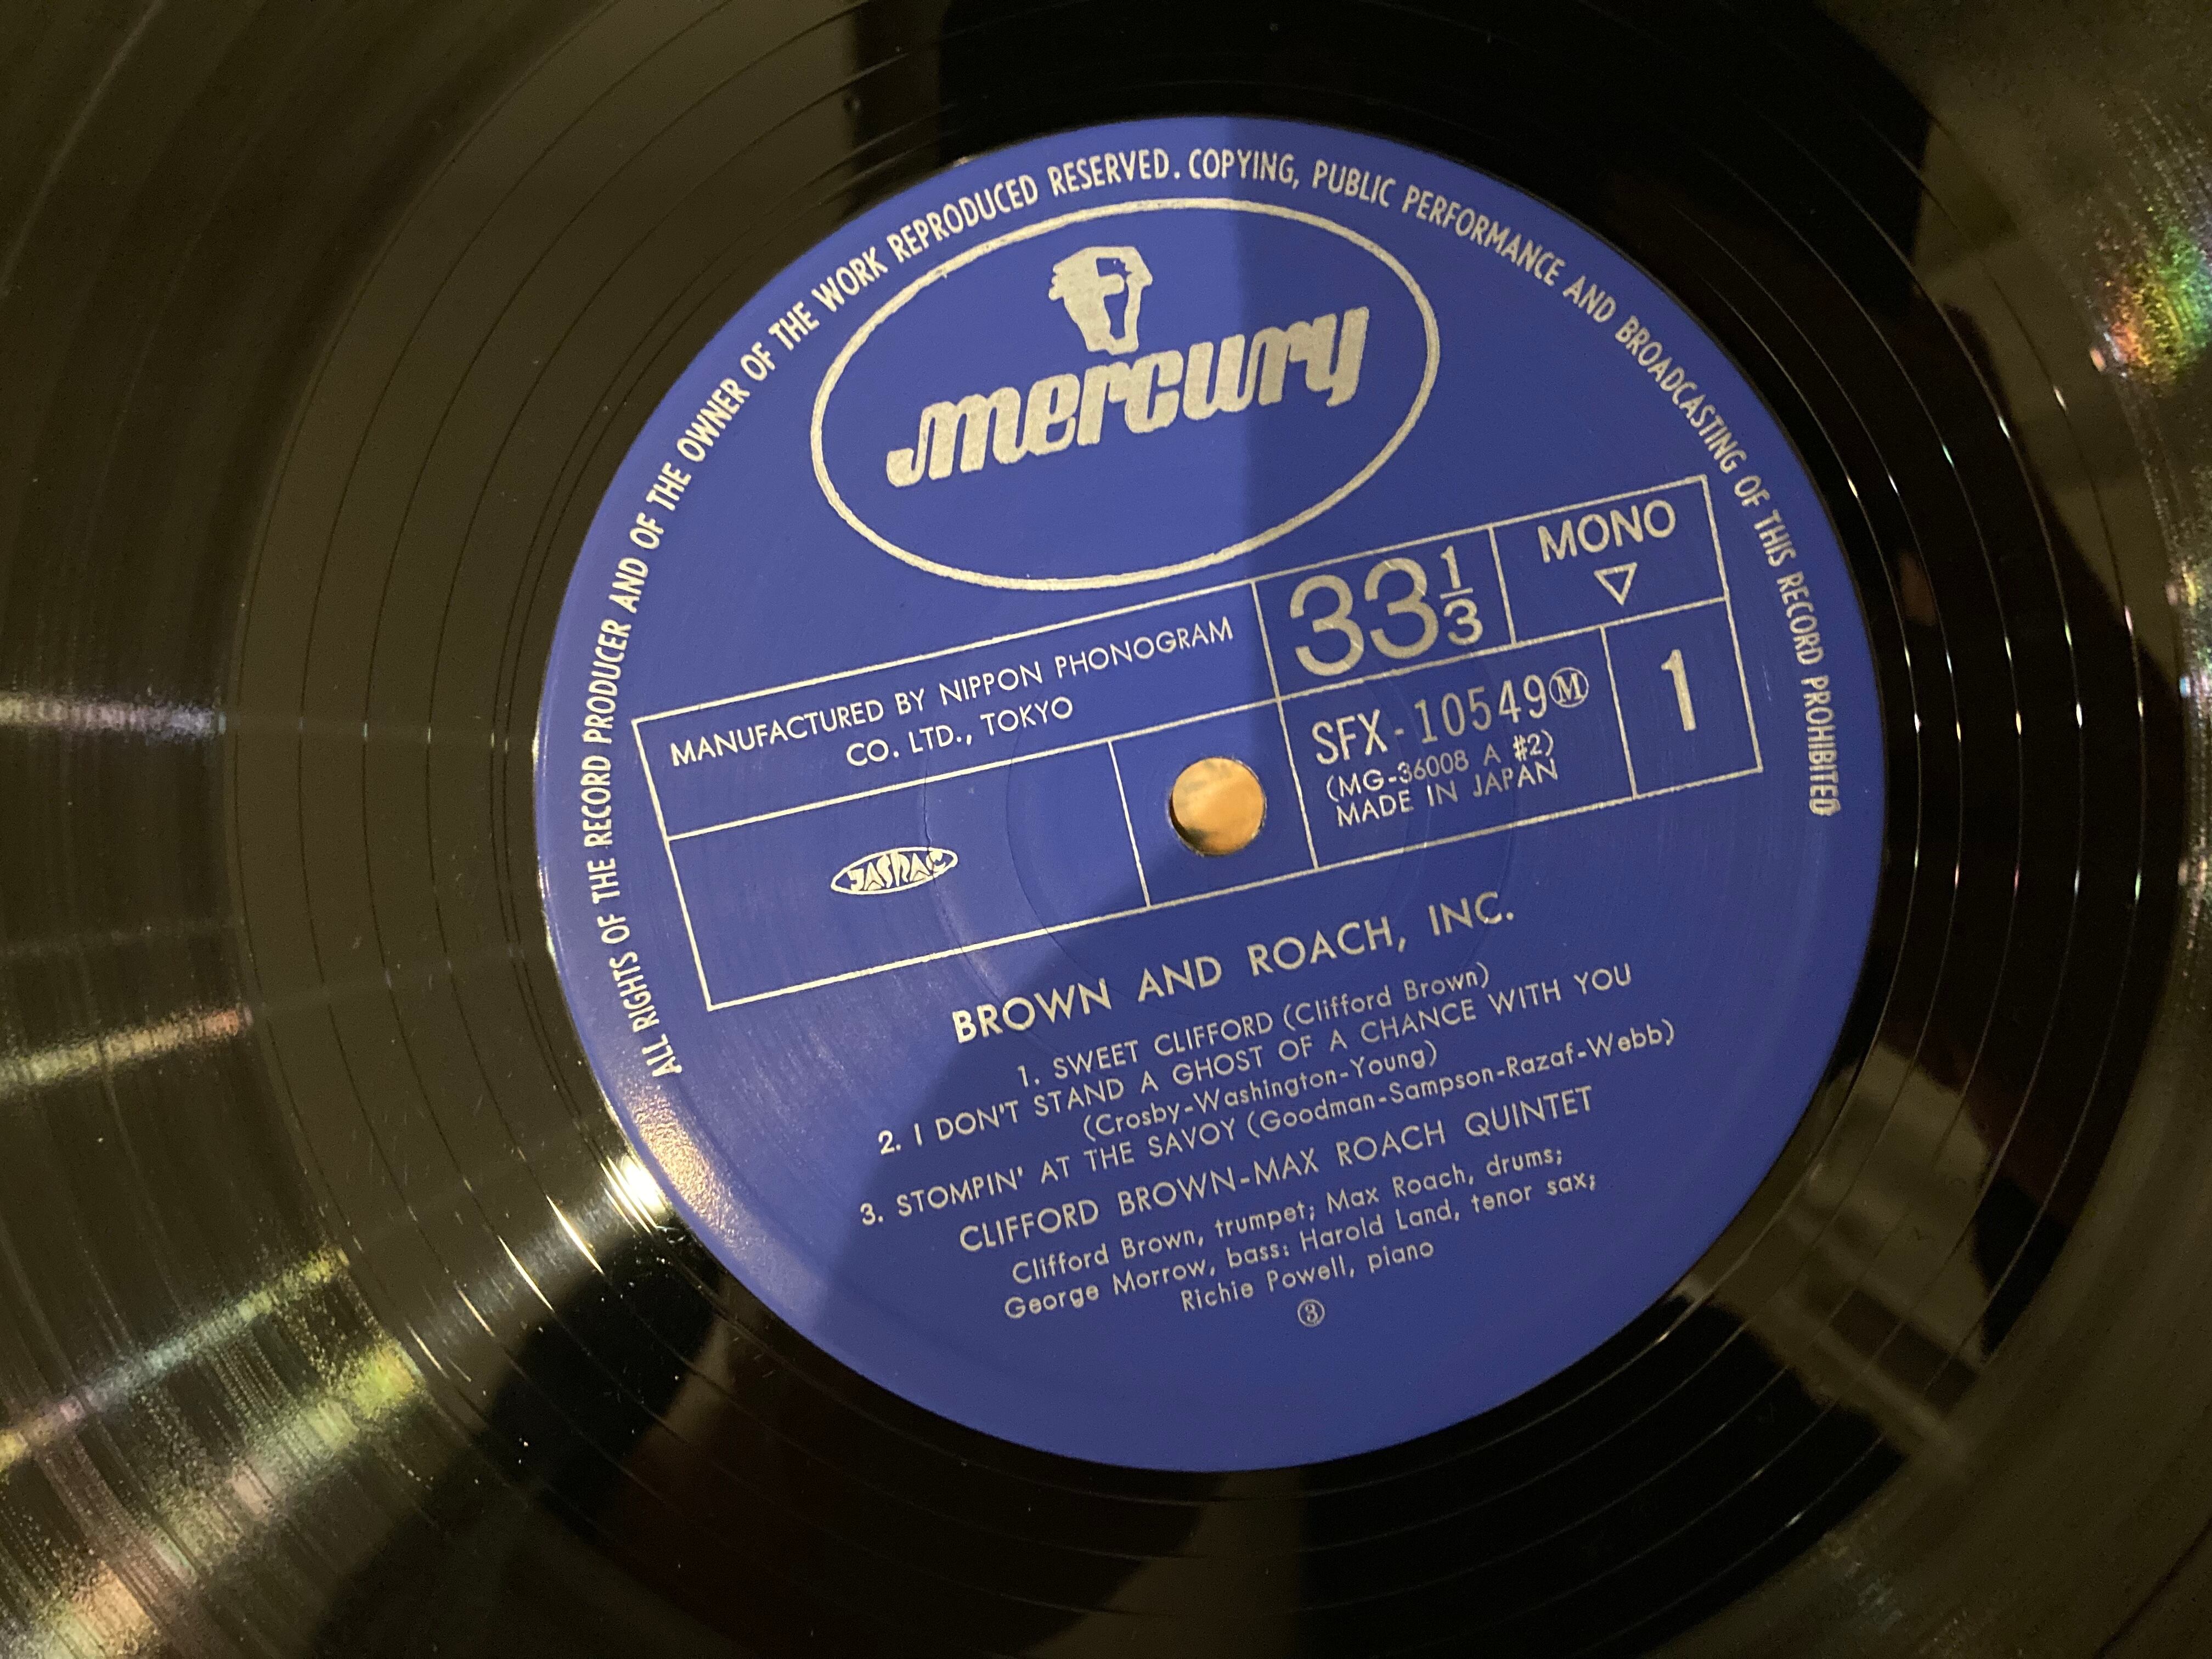 ALL RIGHTS OF THE RECORD PRODUCER AND OF THE OWNER OF THE WORK REPRODUCED RESERVED. COPYING, PUBLIC PERFORMANCE AND BROADCASTING OF THIS RECORD PROHIBITED
mercury
MANUFACTURED BY NIPPON PHONOGRAM
CO. LTD., TOKYO
33 1/3
MONO
▽
JASRAC
SFX-10549Ⓜ
(MG-36008 A #2)
MADE IN JAPAN
1
BROWN AND ROACH, INC.
1. SWEET CLIFFORD (Clifford Brown)
2. I DON'T STAND A GHOST OF A CHANCE WITH YOU
(Crosby-Washington-Young)
3. STOMPIN' AT THE SAVOY (Goodman-Sampson-Razaf-Webb)
CLIFFORD BROWN-MAX ROACH QUINTET
Clifford Brown, trumpet; Max Roach, drums;
George Morrow, bass: Harold Land, tenor sax;
Richie Powell, piano
③